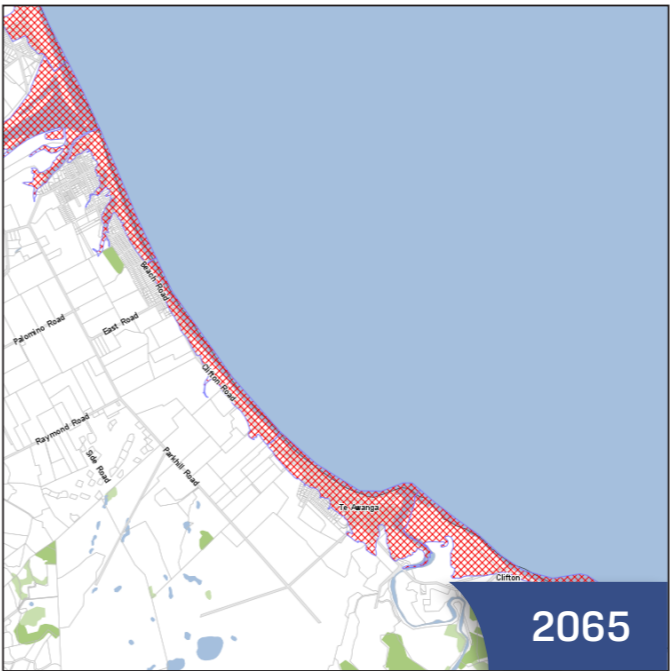 Beach Road
Palomino Road
East Road
Clifton Road
Raymond Road
Side Road
Parkhill Road
Te Awanga
Clifton
2065